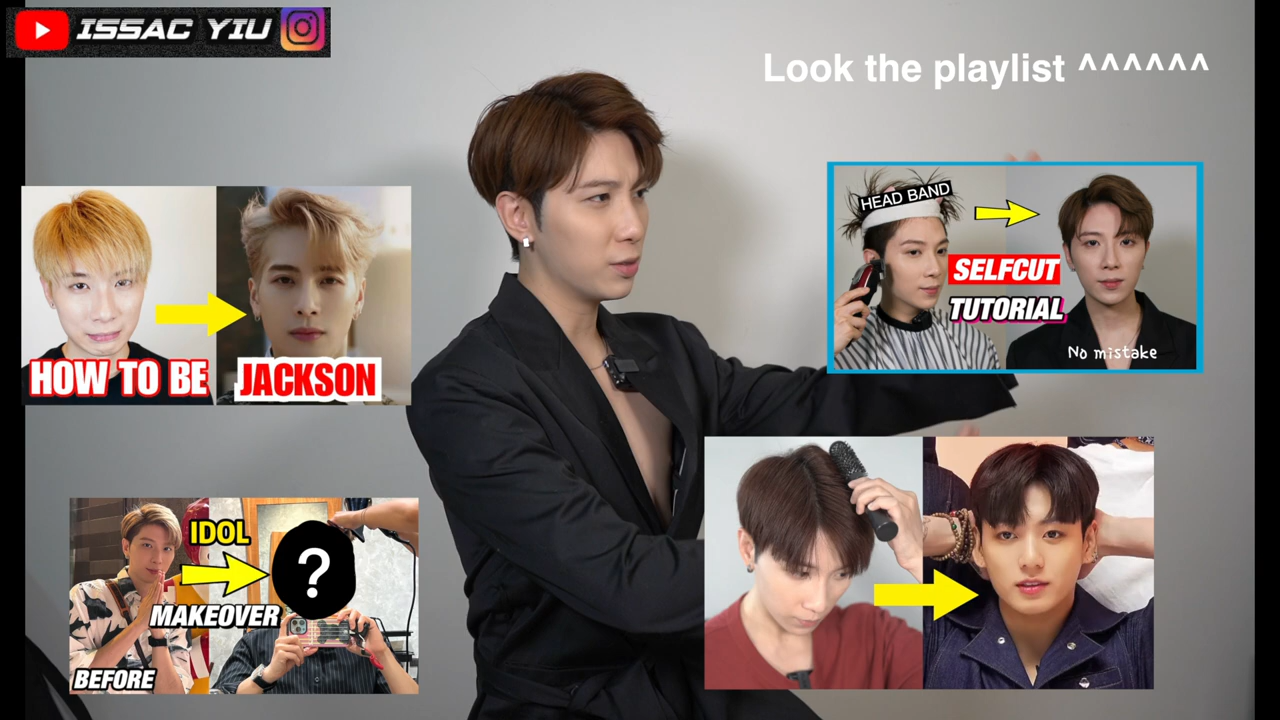 ISSAC YIU
Look the playlist ^^^^^^
HEAD BAND
SELFCUT
TUTORIAL
No mistake
HOW TO BE
JACKSON
IDOL
?
MAKEOVER
BEFORE